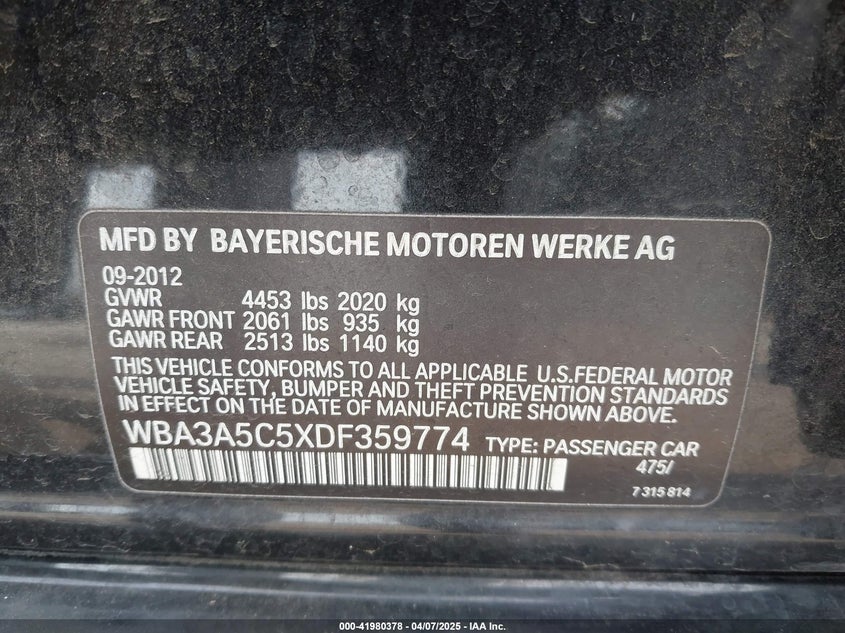 MFD BY BAYERISCHE MOTOREN WERKE AG
09-2012
GVWR 4453 lbs 2020 kg
GAWR FRONT 2061 lbs 935 kg
GAWR REAR 2513 lbs 1140 kg
THIS VEHICLE CONFORMS TO ALL APPLICABLE U.S.FEDERAL MOTOR
VEHICLE SAFETY, BUMPER AND THEFT PREVENTION STANDARDS
IN EFFECT ON THE DATE OF MANUFACTURE SHOWN ABOVE.
WBA3A5C5XDF359774 TYPE: PASSENGER CAR
475/
7 315 814
000-41980378 - 04/07/2025 - IAA Inc.